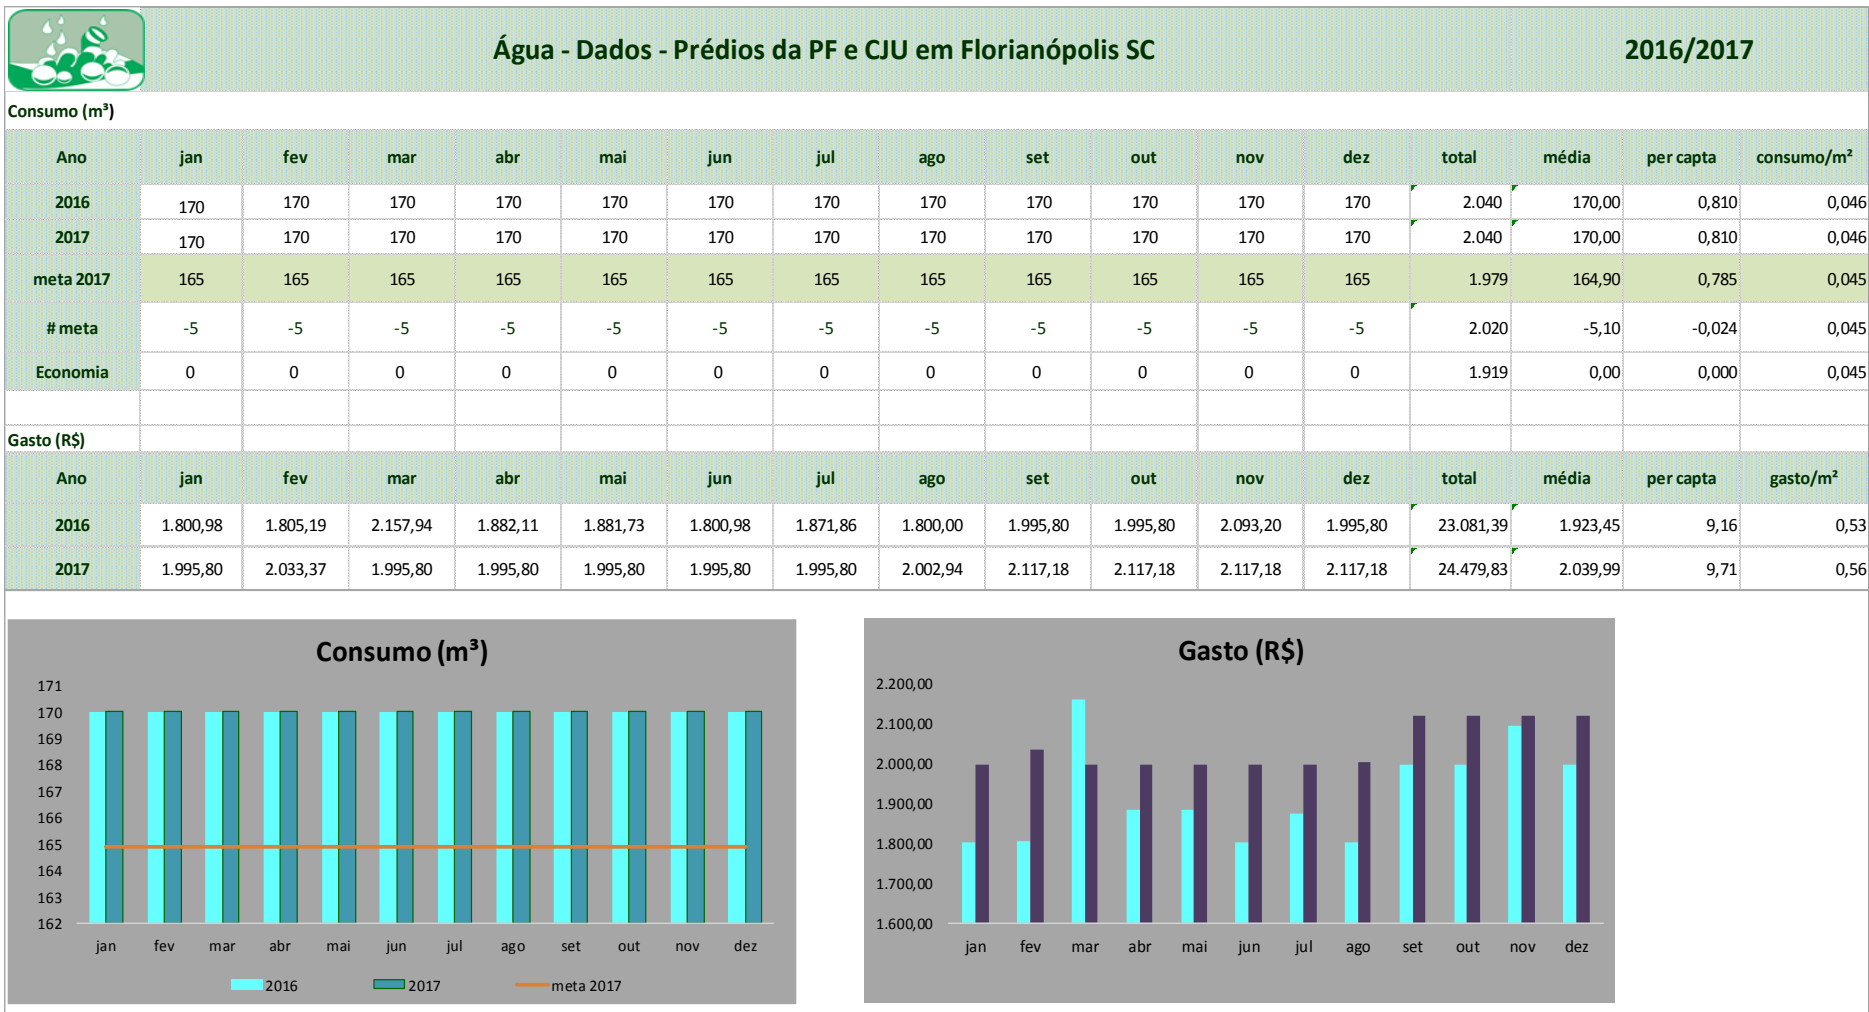 Água - Dados - Prédios da PF e CJU em Florianópolis SC 2016/2017
Consumo (m³)
Ano jan fev mar abr mai jun jul ago set out nov dez total média per capta consumo/m²
2016 170 170 170 170 170 170 170 170 170 170 170 170 2.040 170,00 0,810 0,046
2017 170 170 170 170 170 170 170 170 170 170 170 170 2.040 170,00 0,810 0,046
meta 2017 165 165 165 165 165 165 165 165 165 165 165 165 1.979 164,90 0,785 0,045
# meta -5 -5 -5 -5 -5 -5 -5 -5 -5 -5 -5 -5 2.020 -5,10 -0,024 0,045
Economia 0 0 0 0 0 0 0 0 0 0 0 0 1.919 0,00 0,000 0,045
Gasto (R$)
Ano jan fev mar abr mai jun jul ago set out nov dez total média per capta gasto/m²
2016 1.800,98 1.805,19 2.157,94 1.882,11 1.881,73 1.800,98 1.871,86 1.800,00 1.995,80 1.995,80 2.093,20 1.995,80 23.081,39 1.923,45 9,16 0,53
2017 1.995,80 2.033,37 1.995,80 1.995,80 1.995,80 1.995,80 1.995,80 2.002,94 2.117,18 2.117,18 2.117,18 2.117,18 24.479,83 2.039,99 9,71 0,56
Consumo (m³)
171
170
169
168
167
166
165
164
163
162
jan fev mar abr mai jun jul ago set out nov dez
2016 2017 meta 2017
Gasto (R$)
2.200,00
2.100,00
2.000,00
1.900,00
1.800,00
1.700,00
1.600,00
jan fev mar abr mai jun jul ago set out nov dez